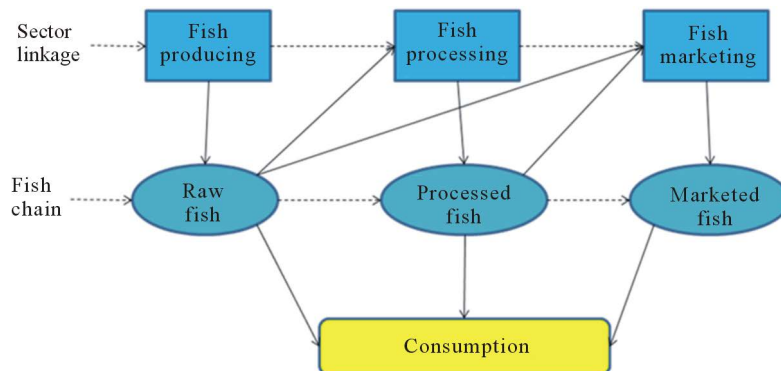 Sector
linkage
Fish
producing
Fish
processing
Fish
marketing
Fish
chain
Raw
fish
Processed
fish
Marketed
fish
Consumption